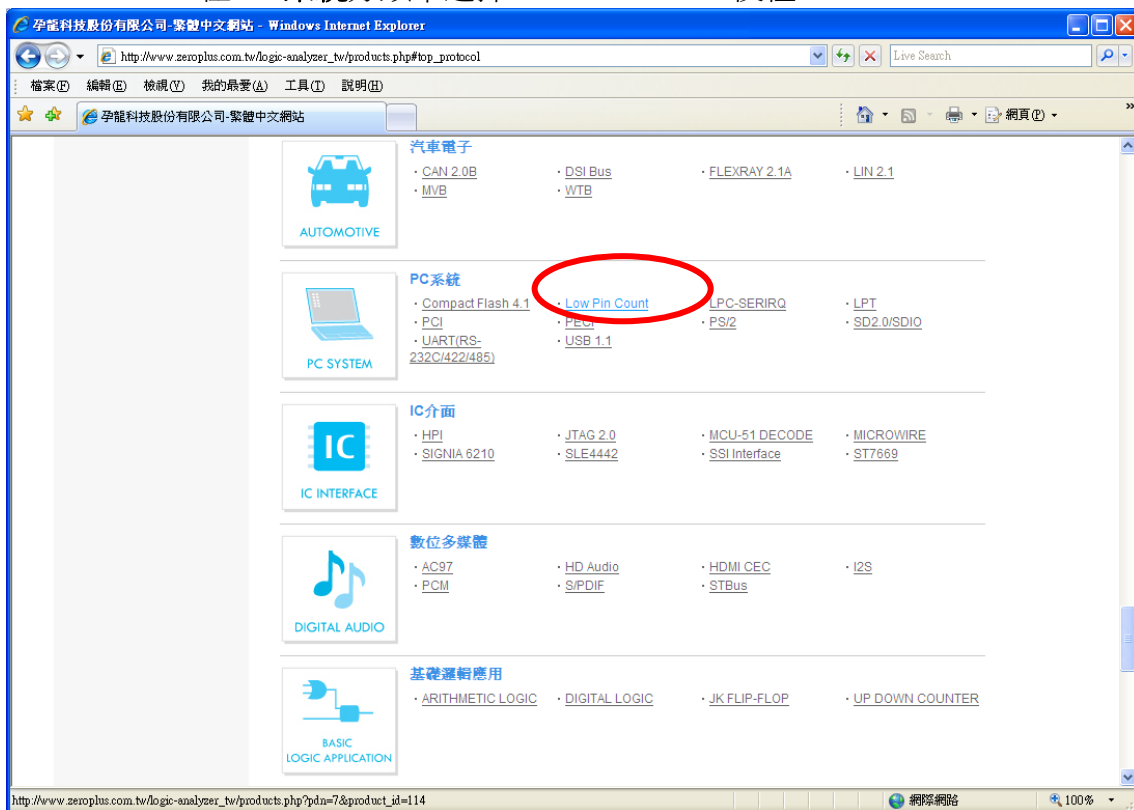 孕龍科技股份有限公司-繁體中文網站 - Windows Internet Explorer
http://www.zeroplus.com.tw/logic-analyzer_tw/products.php#top_protocol
Live Search
檔案(F) 編輯(E) 檢視(V) 我的最愛(A) 工具(T) 說明(H)
孕龍科技股份有限公司-繁體中文網站
網頁(P)
汽車電子
· CAN 2.0B · DSI Bus · FLEXRAY 2.1A · LIN 2.1
· MVB · WTB
AUTOMOTIVE
PC系統
· Compact Flash 4.1 · Low Pin Count LPC-SERIRQ · LPT
· PCI · PECI · PS/2 · SD2.0/SDIO
· UART(RS-232C/422/485) · USB 1.1
PC SYSTEM
IC介面
· HPI · JTAG 2.0 · MCU-51 DECODE · MICROWIRE
· SIGNIA 6210 · SLE4442 · SSI Interface · ST7669
IC
IC INTERFACE
數位多媒體
· AC97 · HD Audio · HDMI CEC · I2S
· PCM · S/PDIF · STBus
DIGITAL AUDIO
基礎邏輯應用
· ARITHMETIC LOGIC · DIGITAL LOGIC · JK FLIP-FLOP · UP DOWN COUNTER
BASIC
LOGIC APPLICATION
http://www.zeroplus.com.tw/logic-analyzer_tw/products.php?pdn=7&product_id=114
網際網路
100%